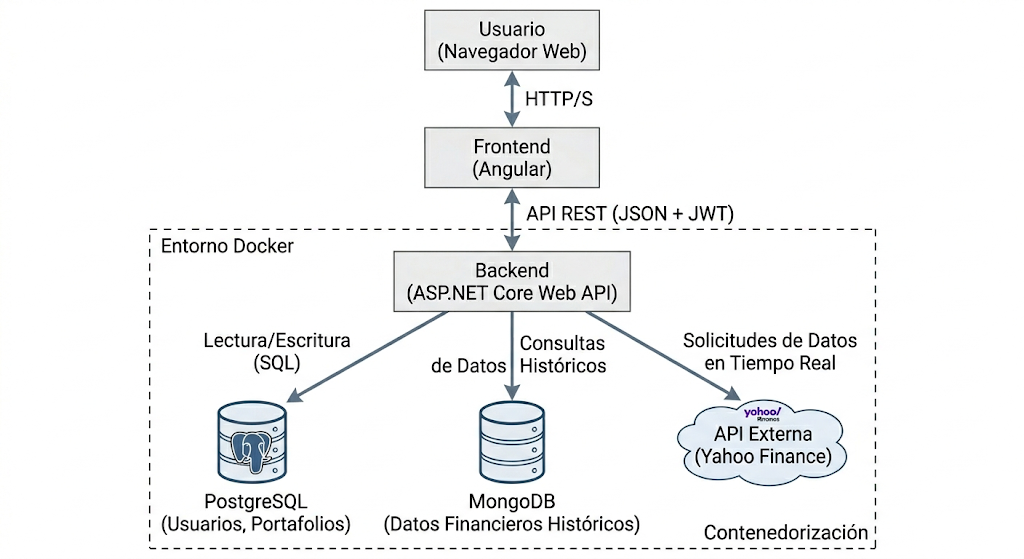 Usuario
(Navegador Web)
HTTP/S
Frontend
(Angular)
API REST (JSON + JWT)
Entorno Docker
Backend
(ASP.NET Core Web API)
Lectura/Escritura
(SQL)
Consultas
de Datos Históricos
Solicitudes de Datos
en Tiempo Real
yahoo!
API Externa
(Yahoo Finance)
PostgreSQL
(Usuarios, Portafolios)
MongoDB
(Datos Financieros Históricos)
Contenedorización